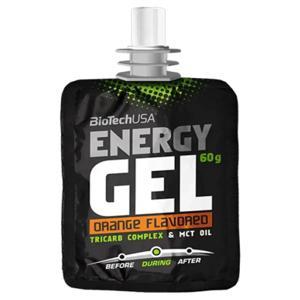 BioTechUSA
ENERGY
GEL
60g
ORANGE FLAVORED
TRICARB COMPLEX & MCT OIL
BEFORE DURING AFTER